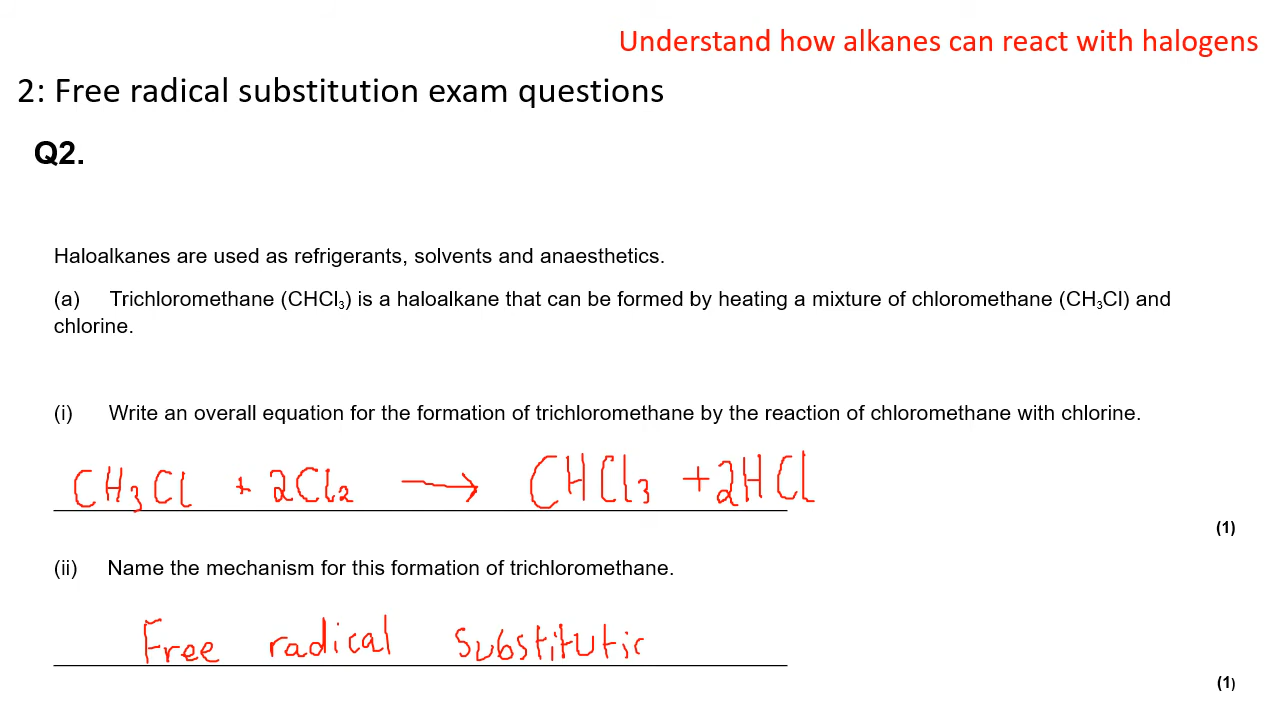 Understand how alkanes can react with halogens
2: Free radical substitution exam questions
Q2.
Haloalkanes are used as refrigerants, solvents and anaesthetics.
(a) Trichloromethane (CHCl₃) is a haloalkane that can be formed by heating a mixture of chloromethane (CH₃Cl) and
chlorine.
(i) Write an overall equation for the formation of trichloromethane by the reaction of chloromethane with chlorine.
CH₃Cl + 2Cl₂ → CHCl₃ + 2HCl
(1)
(ii) Name the mechanism for this formation of trichloromethane.
Free radical substitutic
(1)